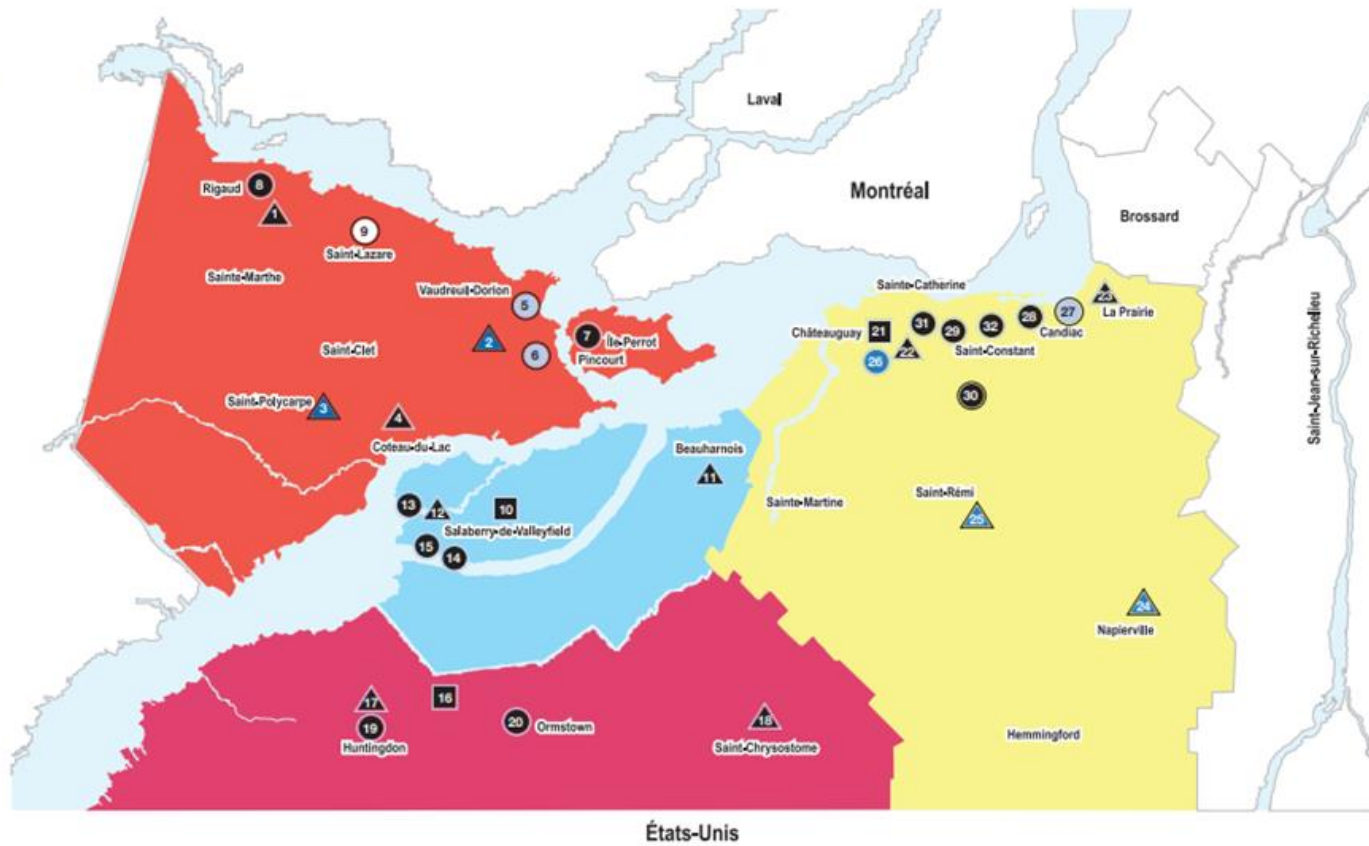 Laval
Montréal
Brossard
Rigaud
8
1
9
Saint-Lazare
Sainte-Marthe
Vaudreuil-Dorion
5
Saint-Clet
2
6
7
Île-Perrot
Pincourt
Saint-Polycarpe
3
4
Coteau-du-Lac
Sainte-Catherine
Châteauguay
21
31
29
32
28
27
23
La Prairie
Candiac
22
Saint-Constant
26
30
Saint-Jean-sur-Richelieu
Beauharnois
11
13
12
10
Salaberry-de-Valleyfield
15
14
Sainte-Martine
Saint-Rémi
25
24
Napierville
17
16
19
Huntingdon
20
Ormstown
18
Saint-Chrysostome
Hemmingford
États-Unis